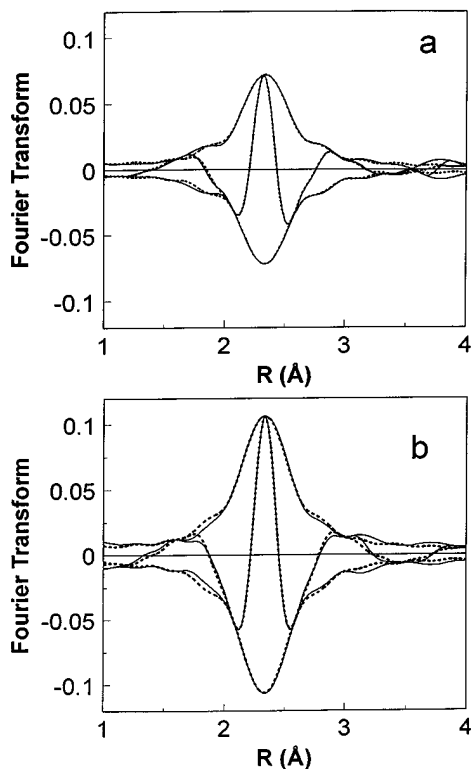 a
Fourier Transform
0.1
0.05
0
-0.05
-0.1
1 2 3 4
R (Å)
b
Fourier Transform
0.1
0.05
0
-0.05
-0.1
1 2 3 4
R (Å)